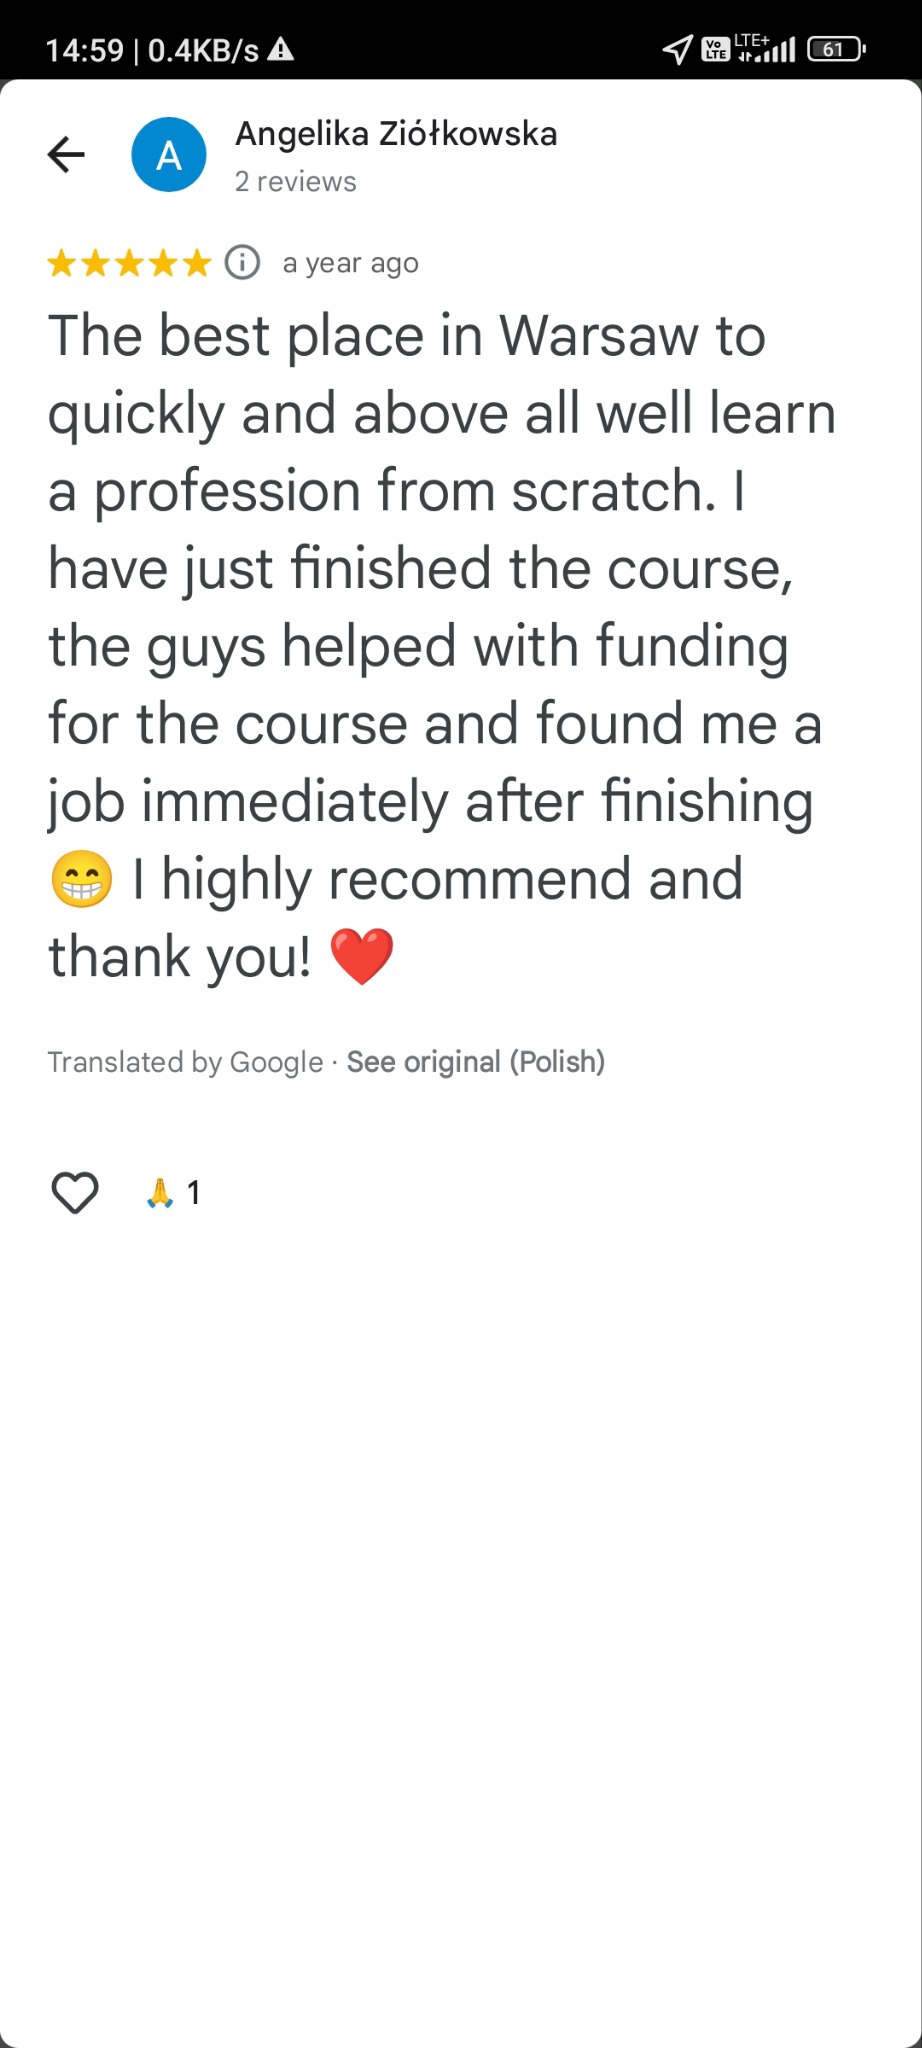 14:59 | 0.4KB/s
Vo LTE LTE+ 61
A
Angelika Ziółkowska
2 reviews
a year ago
The best place in Warsaw to
quickly and above all well learn
a profession from scratch. I
have just finished the course,
the guys helped with funding
for the course and found me a
job immediately after finishing
😁 I highly recommend and
thank you! ❤️
Translated by Google · See original (Polish)
🙏 1